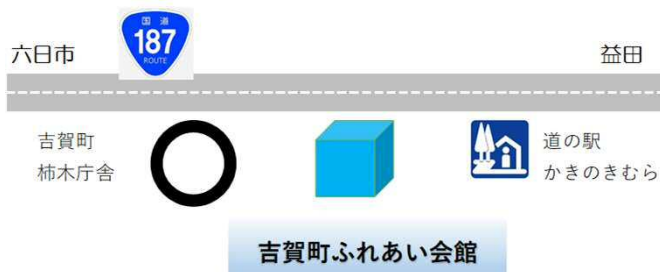 国道
187
ROUTE
六日市
益田
吉賀町
柿木庁舎
道の駅
かきのきむら
吉賀町ふれあい会館